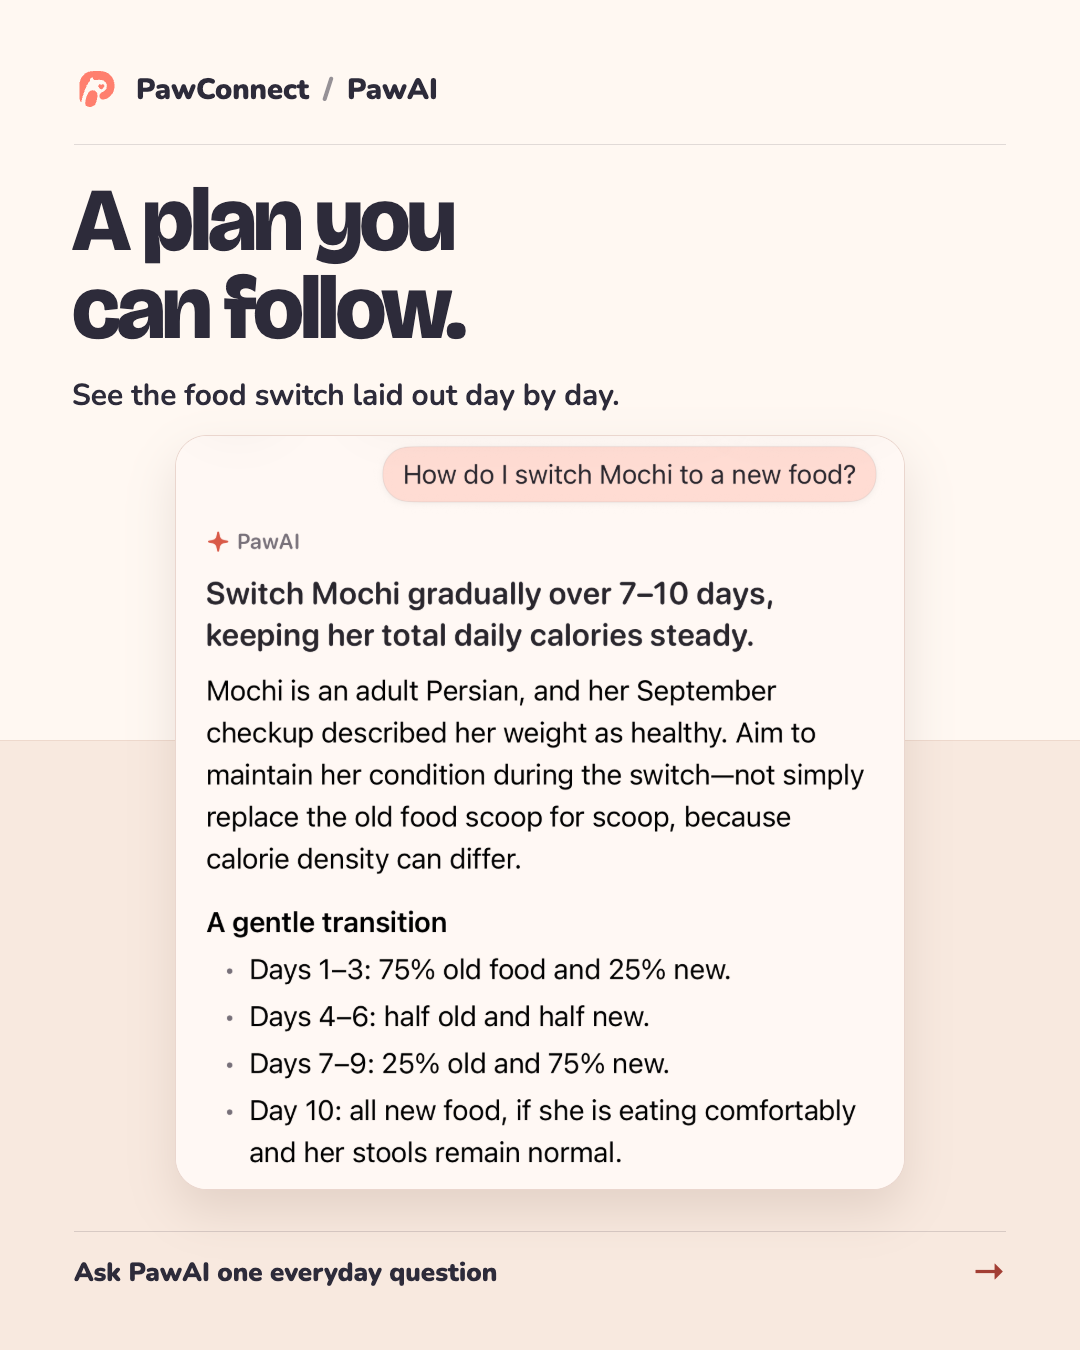 PawConnect / PawAI
A plan you
can follow.
See the food switch laid out day by day.
How do I switch Mochi to a new food?
PawAI
Switch Mochi gradually over 7–10 days,
keeping her total daily calories steady.
Mochi is an adult Persian, and her September
checkup described her weight as healthy. Aim to
maintain her condition during the switch—not simply
replace the old food scoop for scoop, because
calorie density can differ.
A gentle transition
• Days 1–3: 75% old food and 25% new.
• Days 4–6: half old and half new.
• Days 7–9: 25% old and 75% new.
• Day 10: all new food, if she is eating comfortably
and her stools remain normal.
Ask PawAI one everyday question →